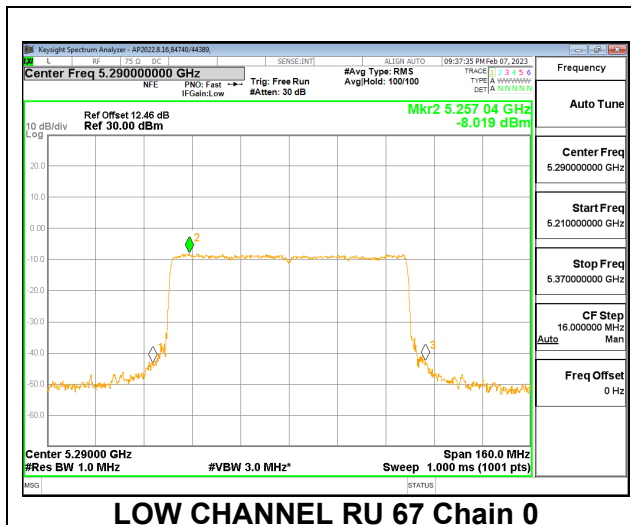 Keysight Spectrum Analyzer - AP2022.8.16,84740/44389,
L RF 75 Ω DC SENSE:INT ALIGN AUTO 09:37:35 PM Feb 07, 2023
Center Freq 5.290000000 GHz #Avg Type: RMS TRACE 1 2 3 4 5 6
NFE PNO: Fast Trig: Free Run Avg|Hold: 100/100 TYPE A WWWWW
IFGain:Low #Atten: 30 dB DET A N N N N N
Mkr2 5.257 04 GHz
-8.019 dBm
Ref Offset 12.46 dB
10 dB/div Ref 30.00 dBm
Log
20.0
10.0
0.00
-10.0
-20.0
-30.0
-40.0
-50.0
-60.0
2
1
3
Center 5.29000 GHz Span 160.0 MHz
#Res BW 1.0 MHz #VBW 3.0 MHz* Sweep 1.000 ms (1001 pts)
MSG STATUS
Frequency
Auto Tune
Center Freq
5.290000000 GHz
Start Freq
5.210000000 GHz
Stop Freq
5.370000000 GHz
CF Step
16.000000 MHz
Auto Man
Freq Offset
0 Hz
LOW CHANNEL RU 67 Chain 0